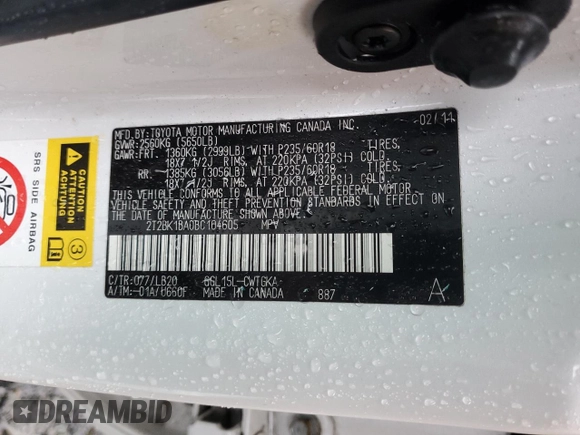 MFD. BY: TOYOTA MOTOR MANUFACTURING CANADA INC. 02/11
GVWR: 2560KG (5650LB)
GAWR: FRT. 1360KG (2999LB) WITH P235/60R18 TIRES,
18X7 1/2J RIMS, AT 220KPA (32PSI) COLD.
RR. 1385KG (3056LB) WITH P235/60R18 TIRES,
18X7 1/2J RIMS, AT 220KPA (32PSI) COLD.
THIS VEHICLE CONFORMS TO ALL APPLICABLE FEDERAL MOTOR
VEHICLE SAFETY AND THEFT PREVENTION STANDARDS IN EFFECT
ON THE DATE OF MANUFACTURE SHOWN ABOVE.
2T2BK1BA0BC104605 MPV
C/TR: 077/LB20 GGL15L-CWTGKA
A/TM: -01A/U660F MADE IN CANADA 887 A
SRS SIDE AIRBAG
CAUTION
ATTENTION
ACHTUNG
3
DREAMBID